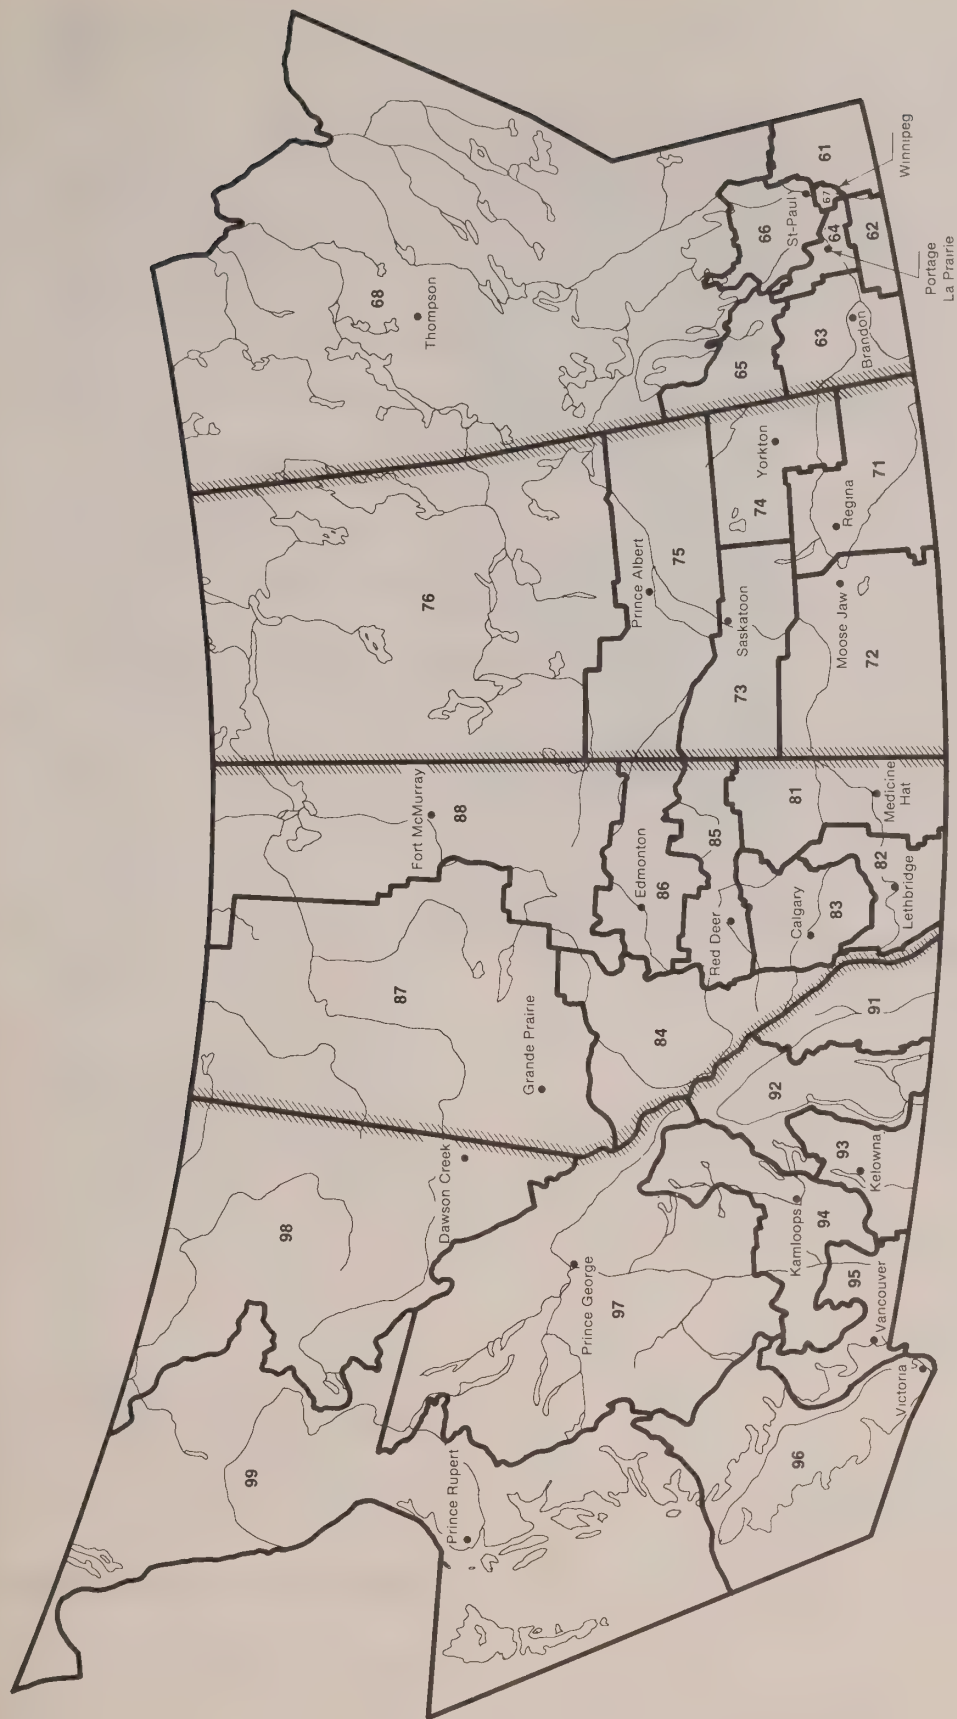 99
Prince Rupert
98
Dawson Creek
Prince George
97
96
Victoria
Vancouver
95
Kamloops
94
93
Kelowna
92
91
87
Grande Prairie
84
Fort McMurray
88
Edmonton
86
85
Red Deer
Calgary
83
81
82
Medicine
Hat
Lethbridge
76
Prince Albert
75
Saskatoon
73
74
Yorkton
Regina
71
Moose Jaw
72
68
Thompson
65
66
63
Brandon
St-Paul
67
64
62
61
Portage
La Prairie
Winnipeg